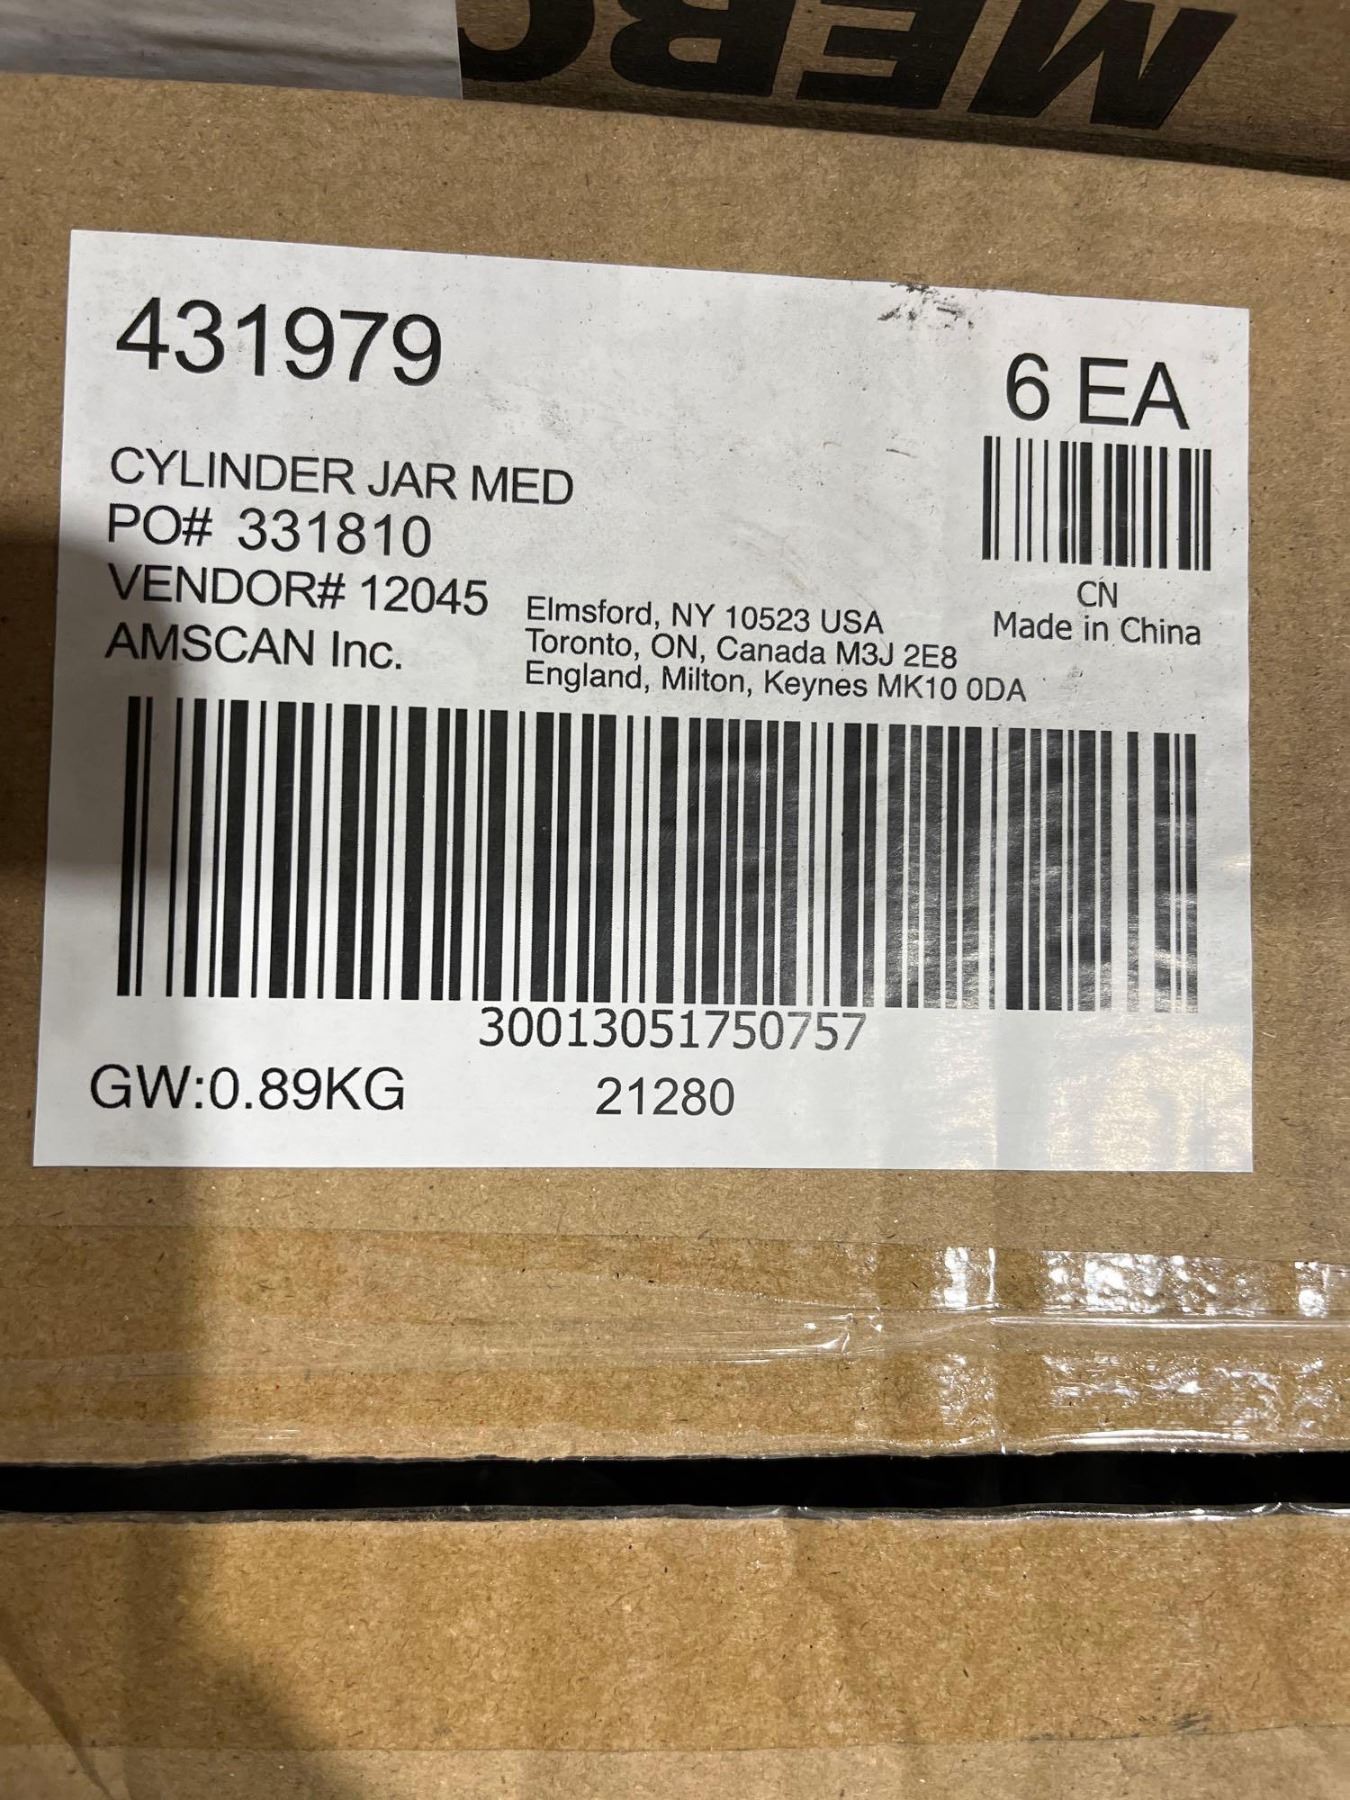 MERC
431979
6 EA
CYLINDER JAR MED
PO# 331810
VENDOR# 12045
AMSCAN Inc.
Elmsford, NY 10523 USA
Toronto, ON, Canada M3J 2E8
England, Milton, Keynes MK10 0DA
CN
Made in China
30013051750757
GW:0.89KG
21280